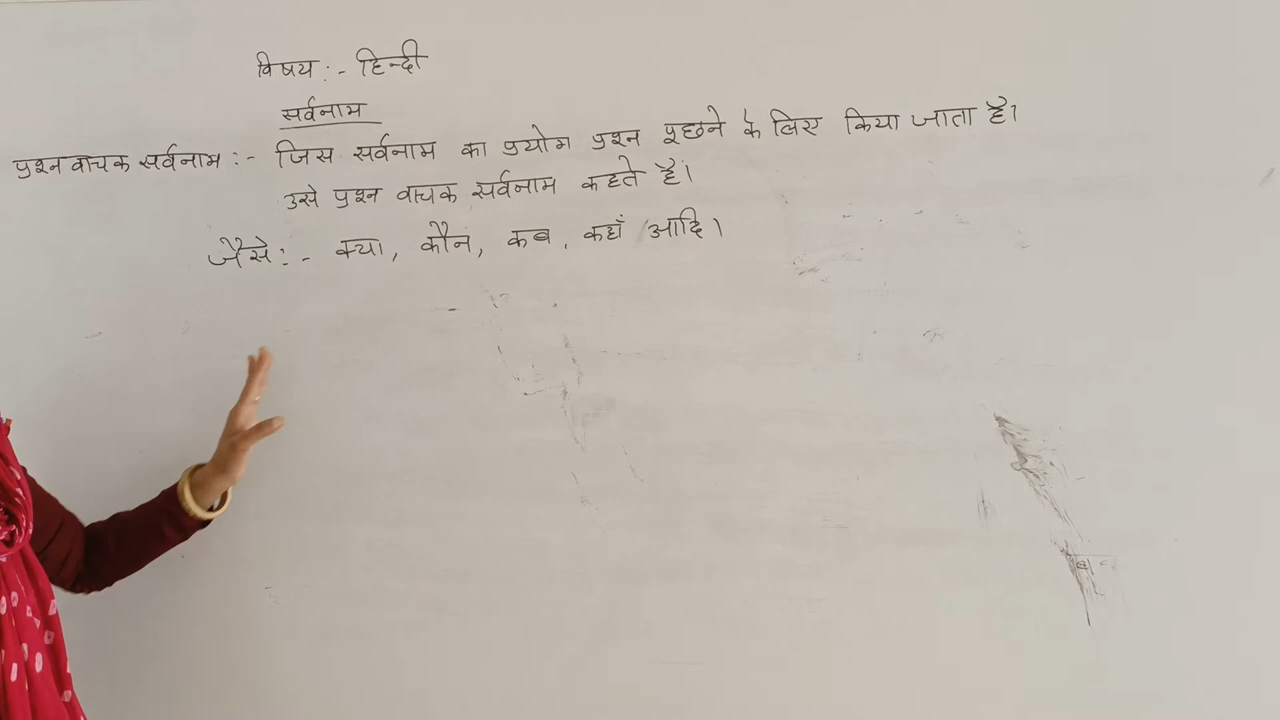 विषय :- हिन्दी
सर्वनाम
प्रश्न वाचक सर्वनाम :- जिस सर्वनाम का प्रयोग प्रश्न पूछने के लिए किया जाता है।
उसे प्रश्न वाचक सर्वनाम कहते है।
जैसे :- क्या, कौन, कब, कहाँ आदि।